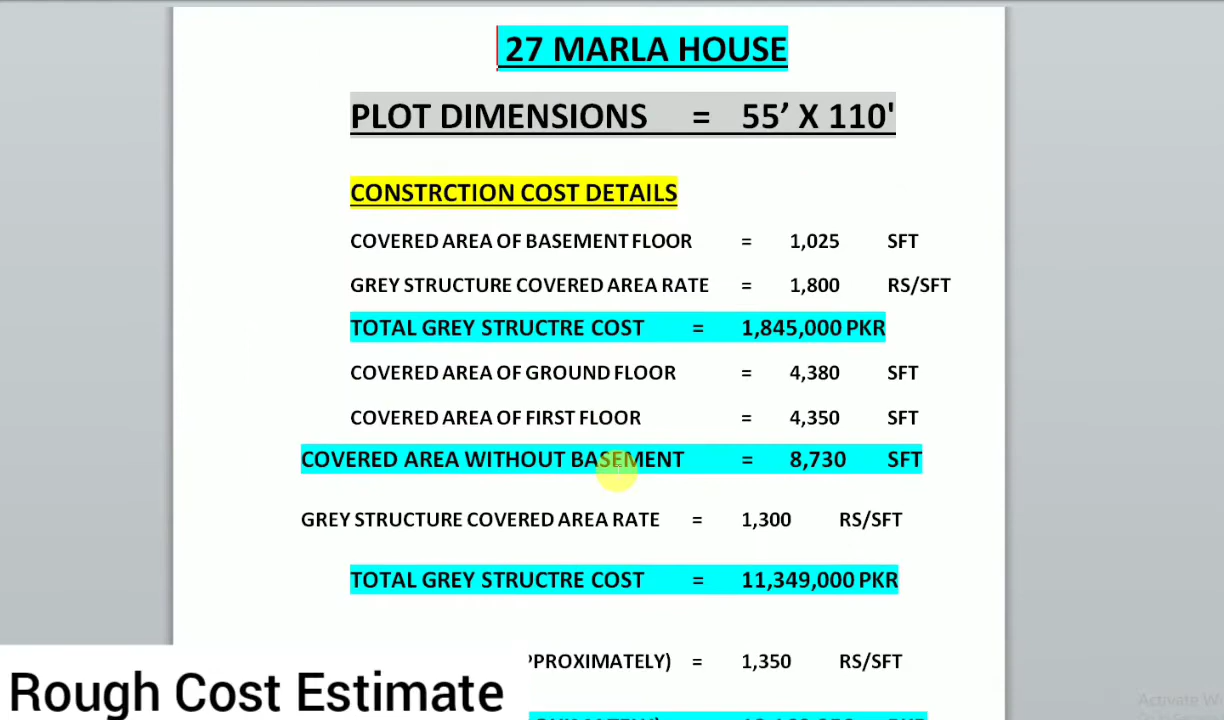 27 MARLA HOUSE
PLOT DIMENSIONS = 55’ X 110'
CONSTRCTION COST DETAILS
COVERED AREA OF BASEMENT FLOOR = 1,025 SFT
GREY STRUCTURE COVERED AREA RATE = 1,800 RS/SFT
TOTAL GREY STRUCTRE COST = 1,845,000 PKR
COVERED AREA OF GROUND FLOOR = 4,380 SFT
COVERED AREA OF FIRST FLOOR = 4,350 SFT
COVERED AREA WITHOUT BASEMENT = 8,730 SFT
GREY STRUCTURE COVERED AREA RATE = 1,300 RS/SFT
TOTAL GREY STRUCTRE COST = 11,349,000 PKR
PPROXIMATELY) = 1,350 RS/SFT
Rough Cost Estimate
Activate W